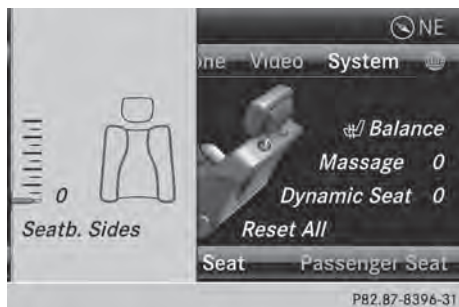 NE
ne Video System
Balance
Massage 0
0 Dynamic Seat 0
Seatb. Sides Reset All
Seat Passenger Seat
P82.87-8396-31